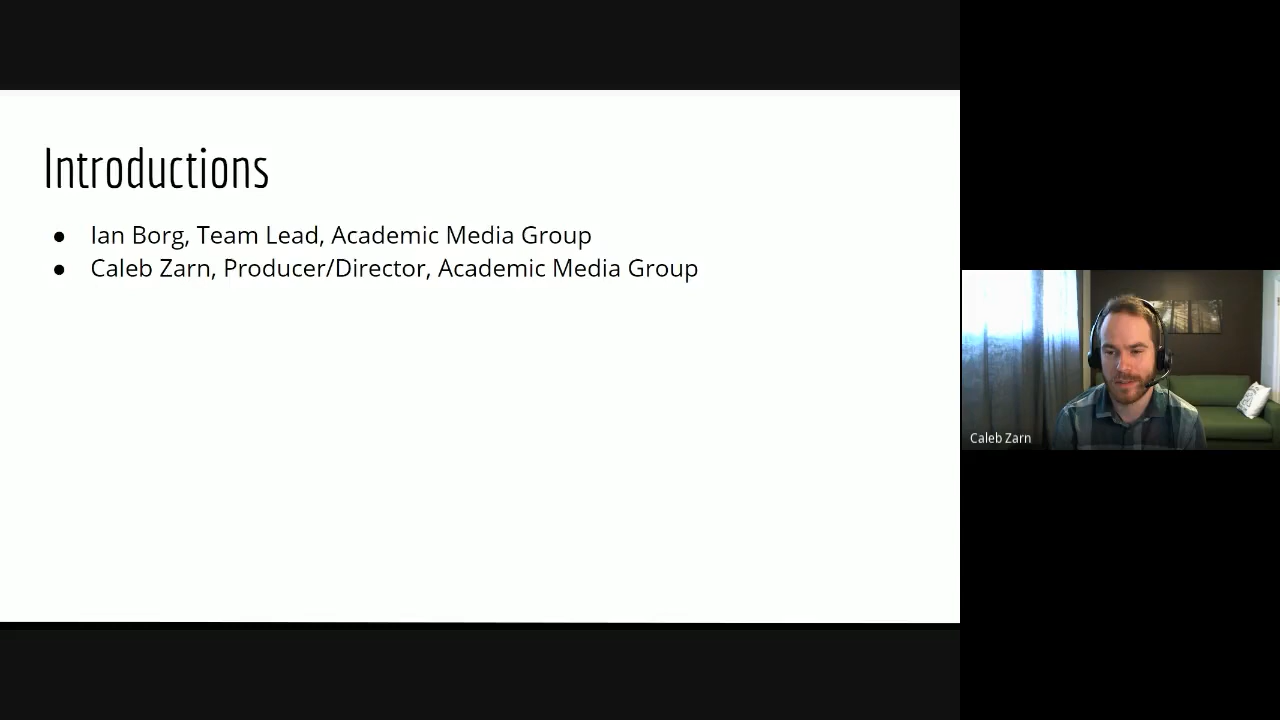 Introductions
● Ian Borg, Team Lead, Academic Media Group
● Caleb Zarn, Producer/Director, Academic Media Group
Caleb Zarn